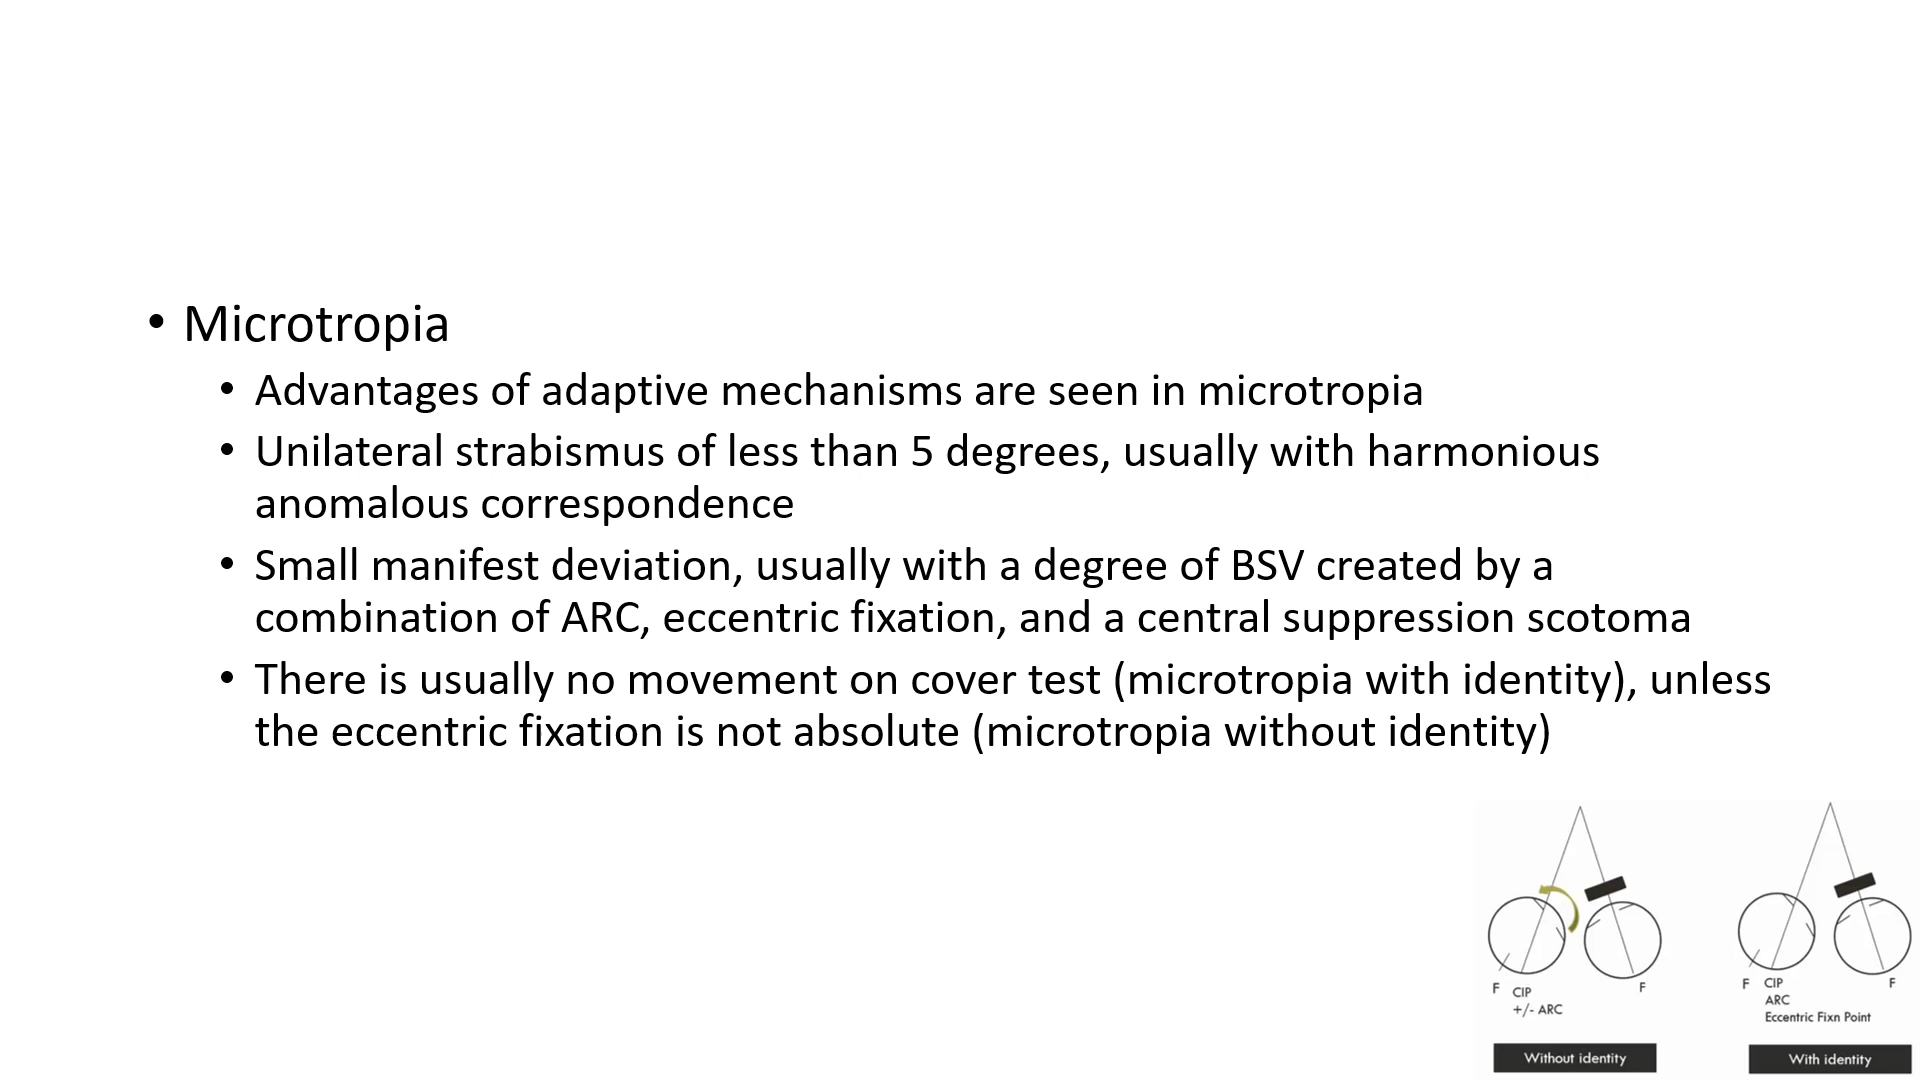 • Microtropia
• Advantages of adaptive mechanisms are seen in microtropia
• Unilateral strabismus of less than 5 degrees, usually with harmonious
anomalous correspondence
• Small manifest deviation, usually with a degree of BSV created by a
combination of ARC, eccentric fixation, and a central suppression scotoma
• There is usually no movement on cover test (microtropia with identity), unless
the eccentric fixation is not absolute (microtropia without identity)
F CIP F
+/- ARC
Without identity
F CIP F
ARC
Eccentric Fixn Point
With identity